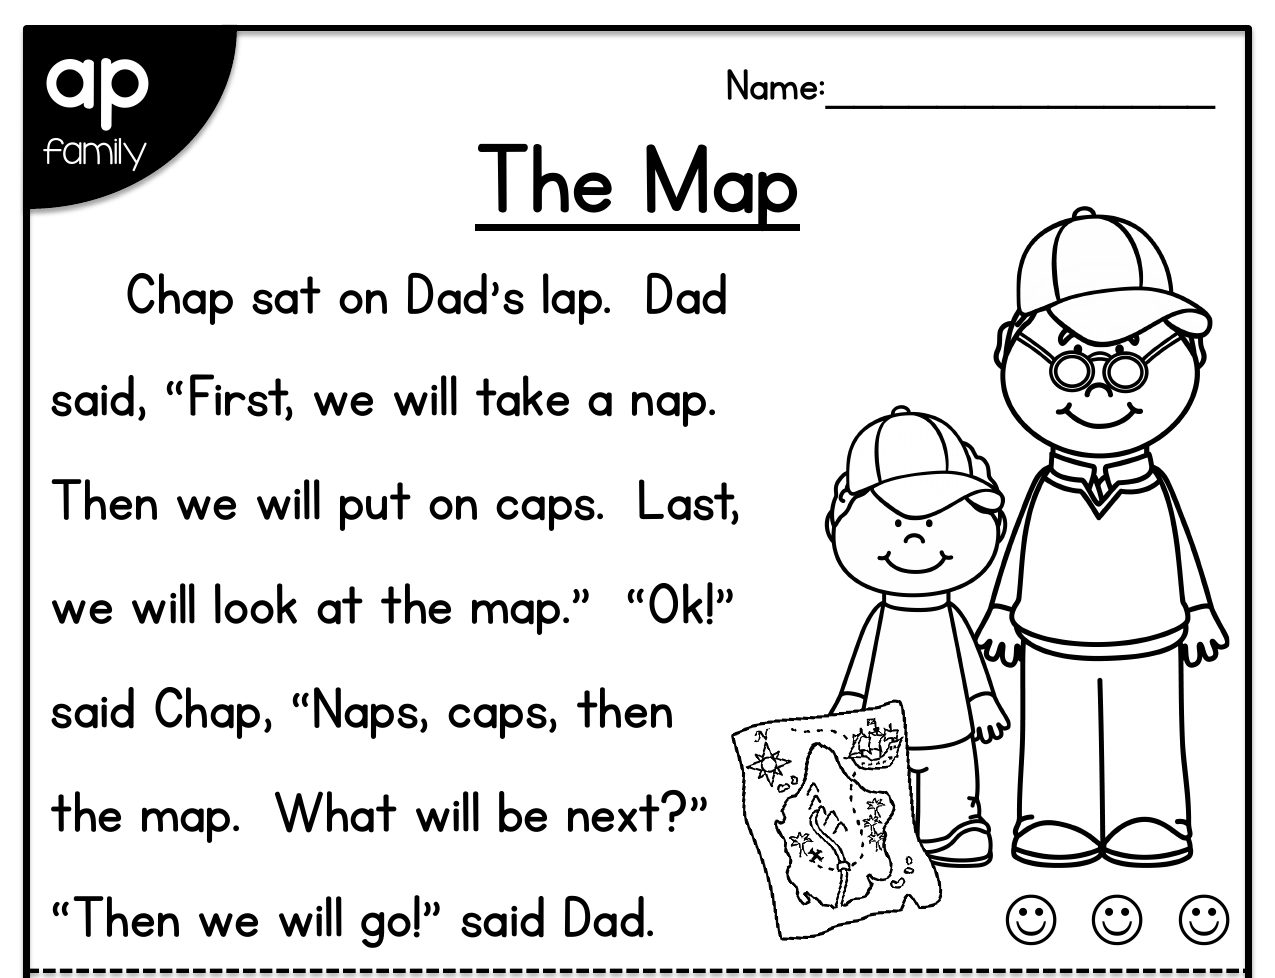 ap
family
Name:
The Map
Chap sat on Dad's lap. Dad
said, “First, we will take a nap.
Then we will put on caps. Last,
we will look at the map.” “Ok!”
said Chap, “Naps, caps, then
the map. What will be next?”
“Then we will go!” said Dad.
N